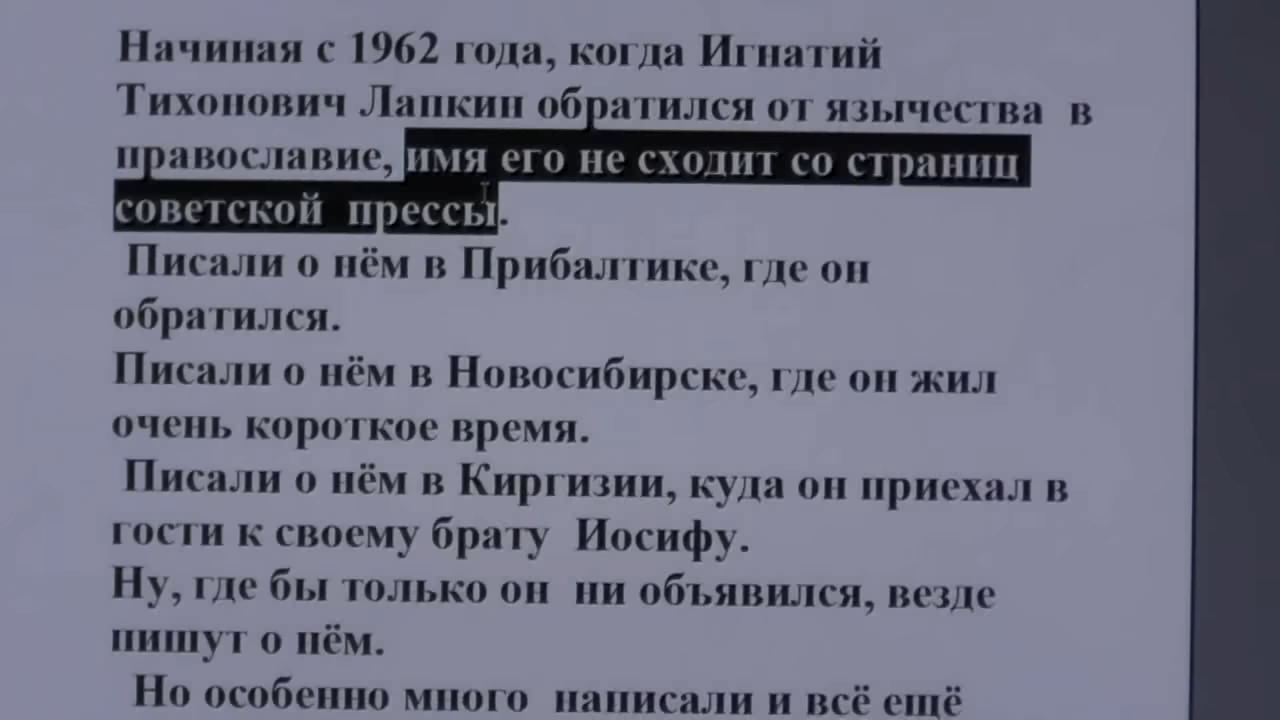 Начиная с 1962 года, когда Игнатий
Тихонович Лапкин обратился от язычества в
православие, имя его не сходит со страниц
советской прессы.
Писали о нём в Прибалтике, где он
обратился.
Писали о нём в Новосибирске, где он жил
очень короткое время.
Писали о нём в Киргизии, куда он приехал в
гости к своему брату Иосифу.
Ну, где бы только он ни объявился, везде
пишут о нём.
Но особенно много написали и всё ещё